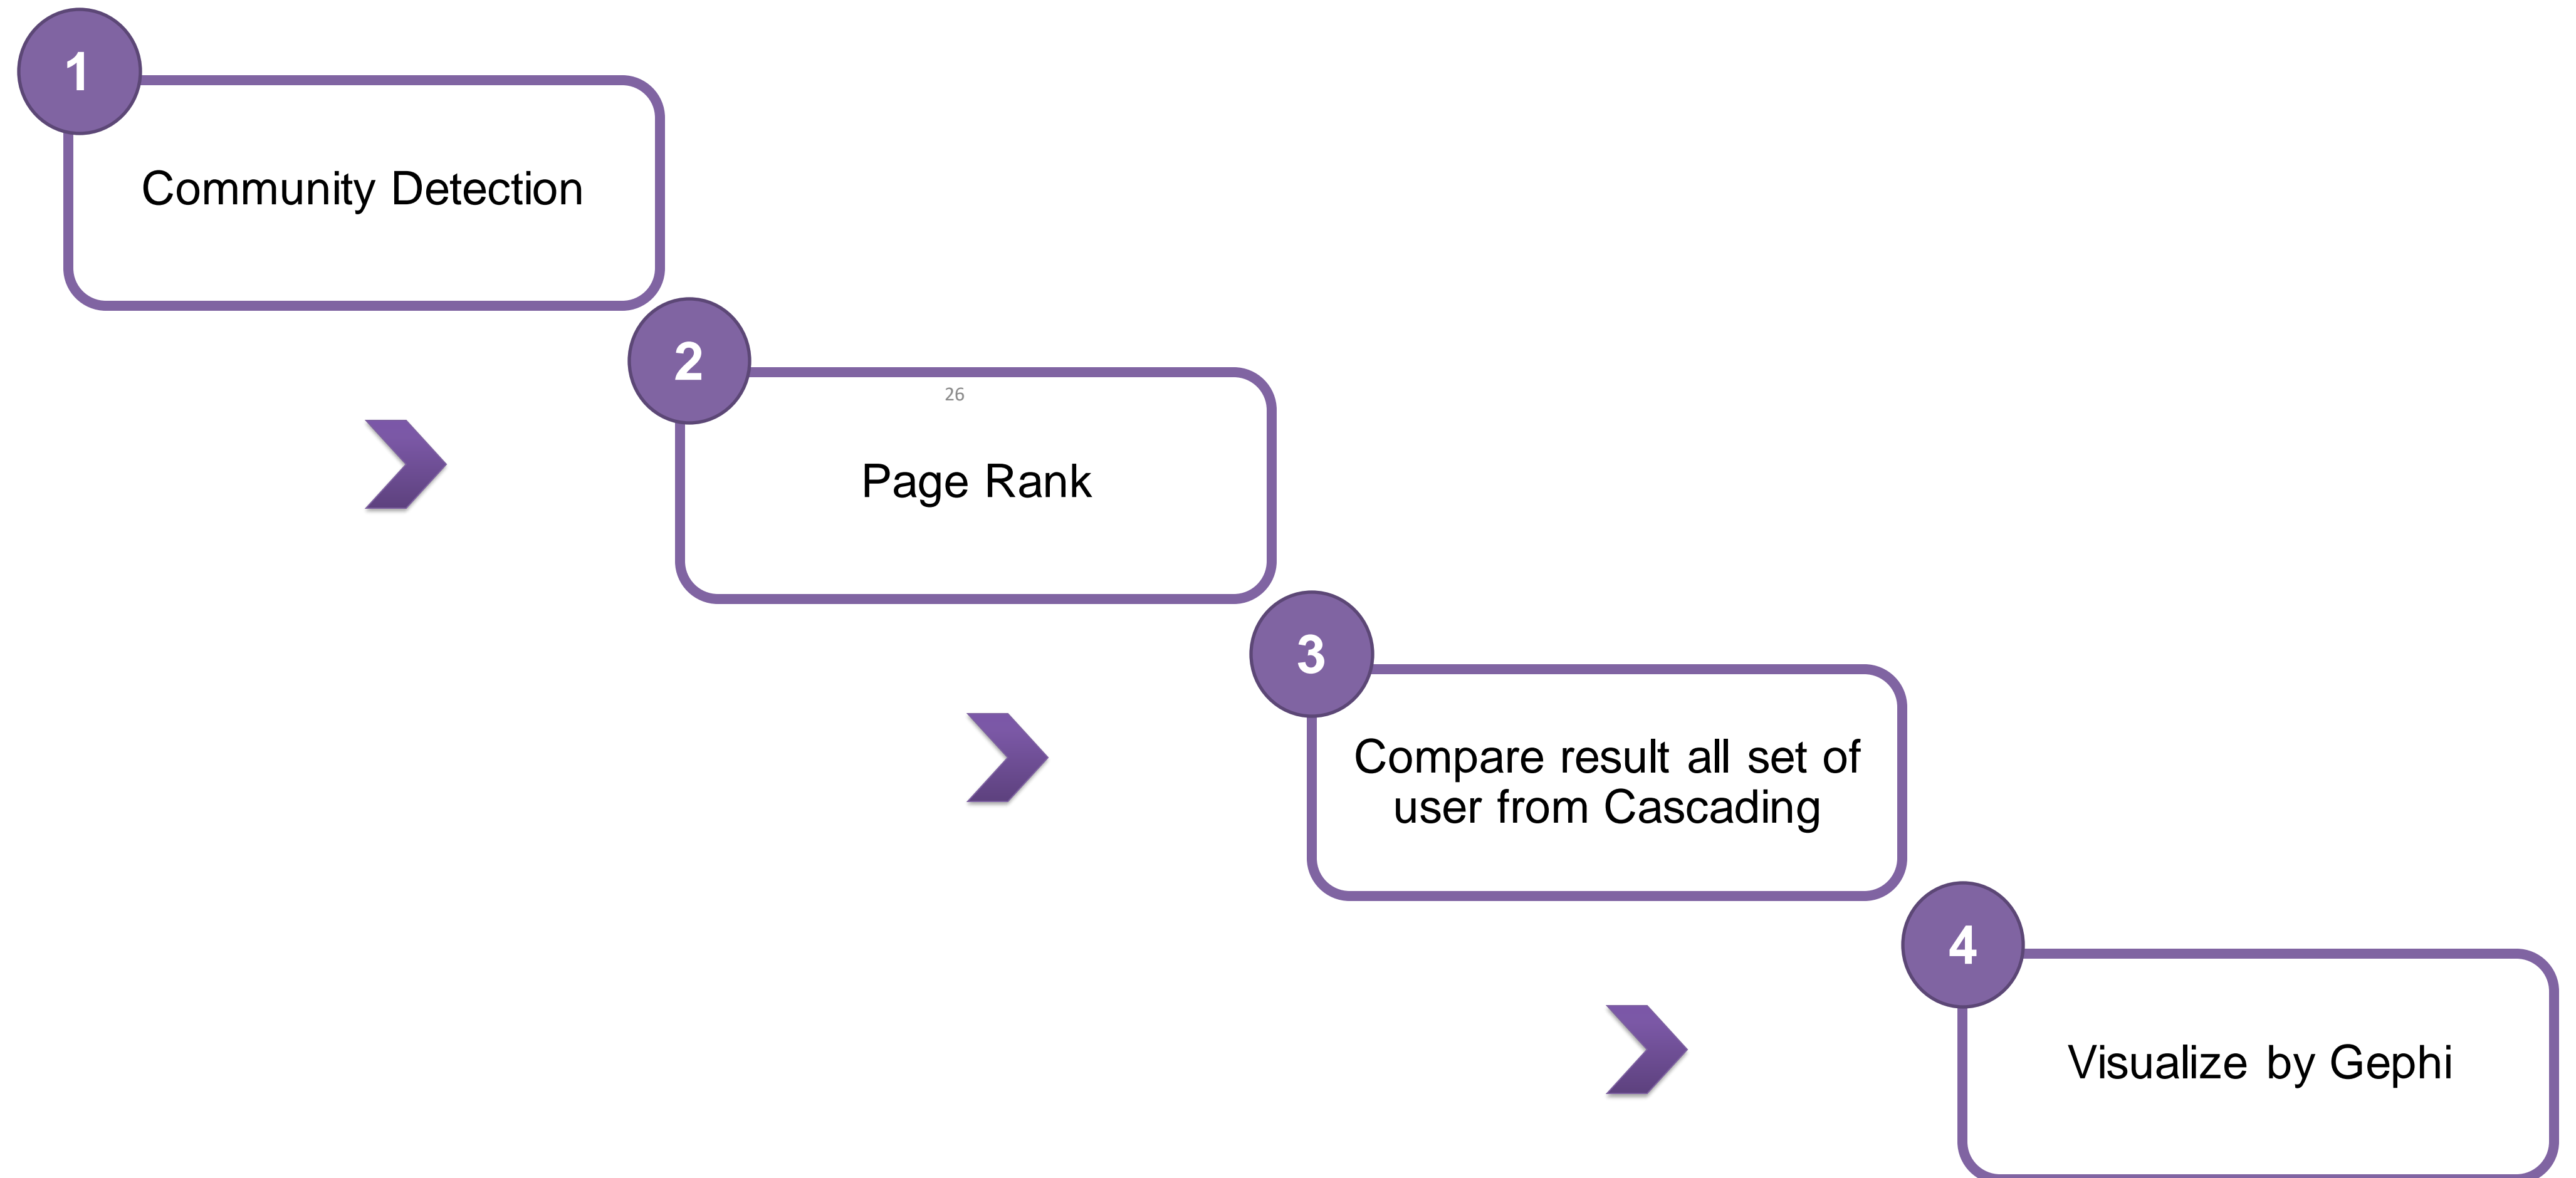 1
Community Detection
2
26
Page Rank
3
Compare result all set of
user from Cascading
4
Visualize by Gephi